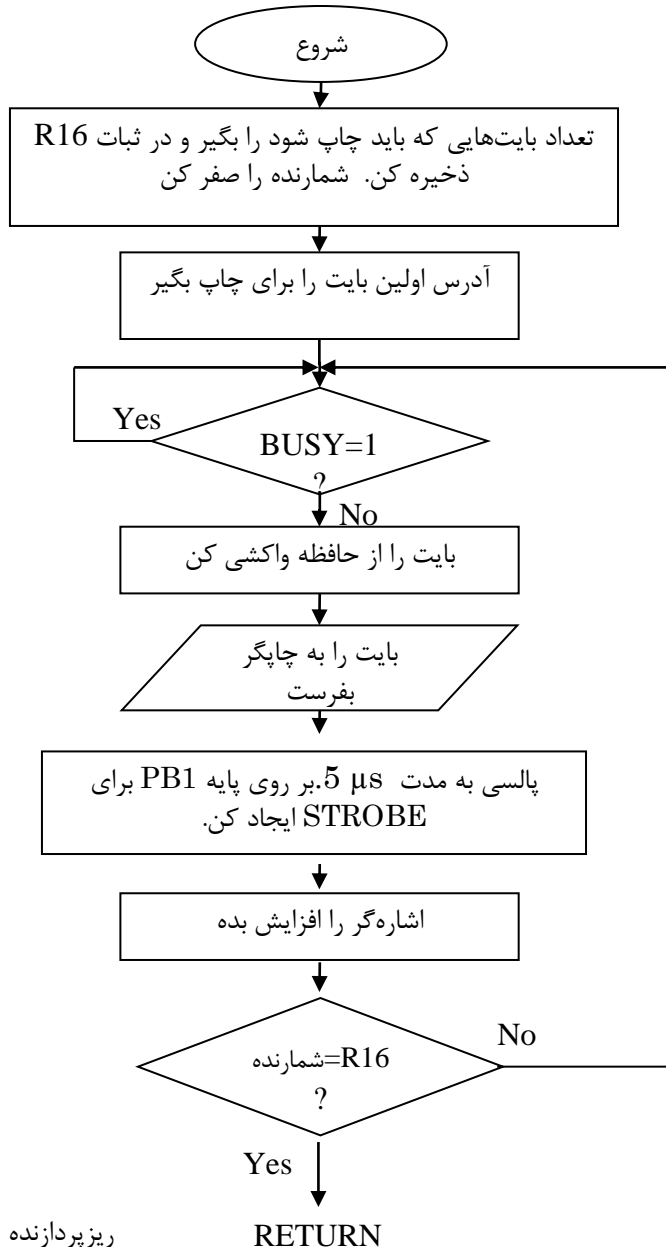 شروع
تعداد بایت‌هایی که باید چاپ شود را بگیر و در ثبات R16
ذخیره کن. شمارنده را صفر کن
آدرس اولین بایت را برای چاپ بگیر
Yes
BUSY=1
?
No
بایت را از حافظه واکشی کن
بایت را به چاپگر
بفرست
پالسی به مدت .5 µs بر روی پایه PB1 برای
STROBE ایجاد کن.
اشاره‌گر را افزایش بده
No
شمارنده=R16
?
Yes
RETURN
ریزپردازنده